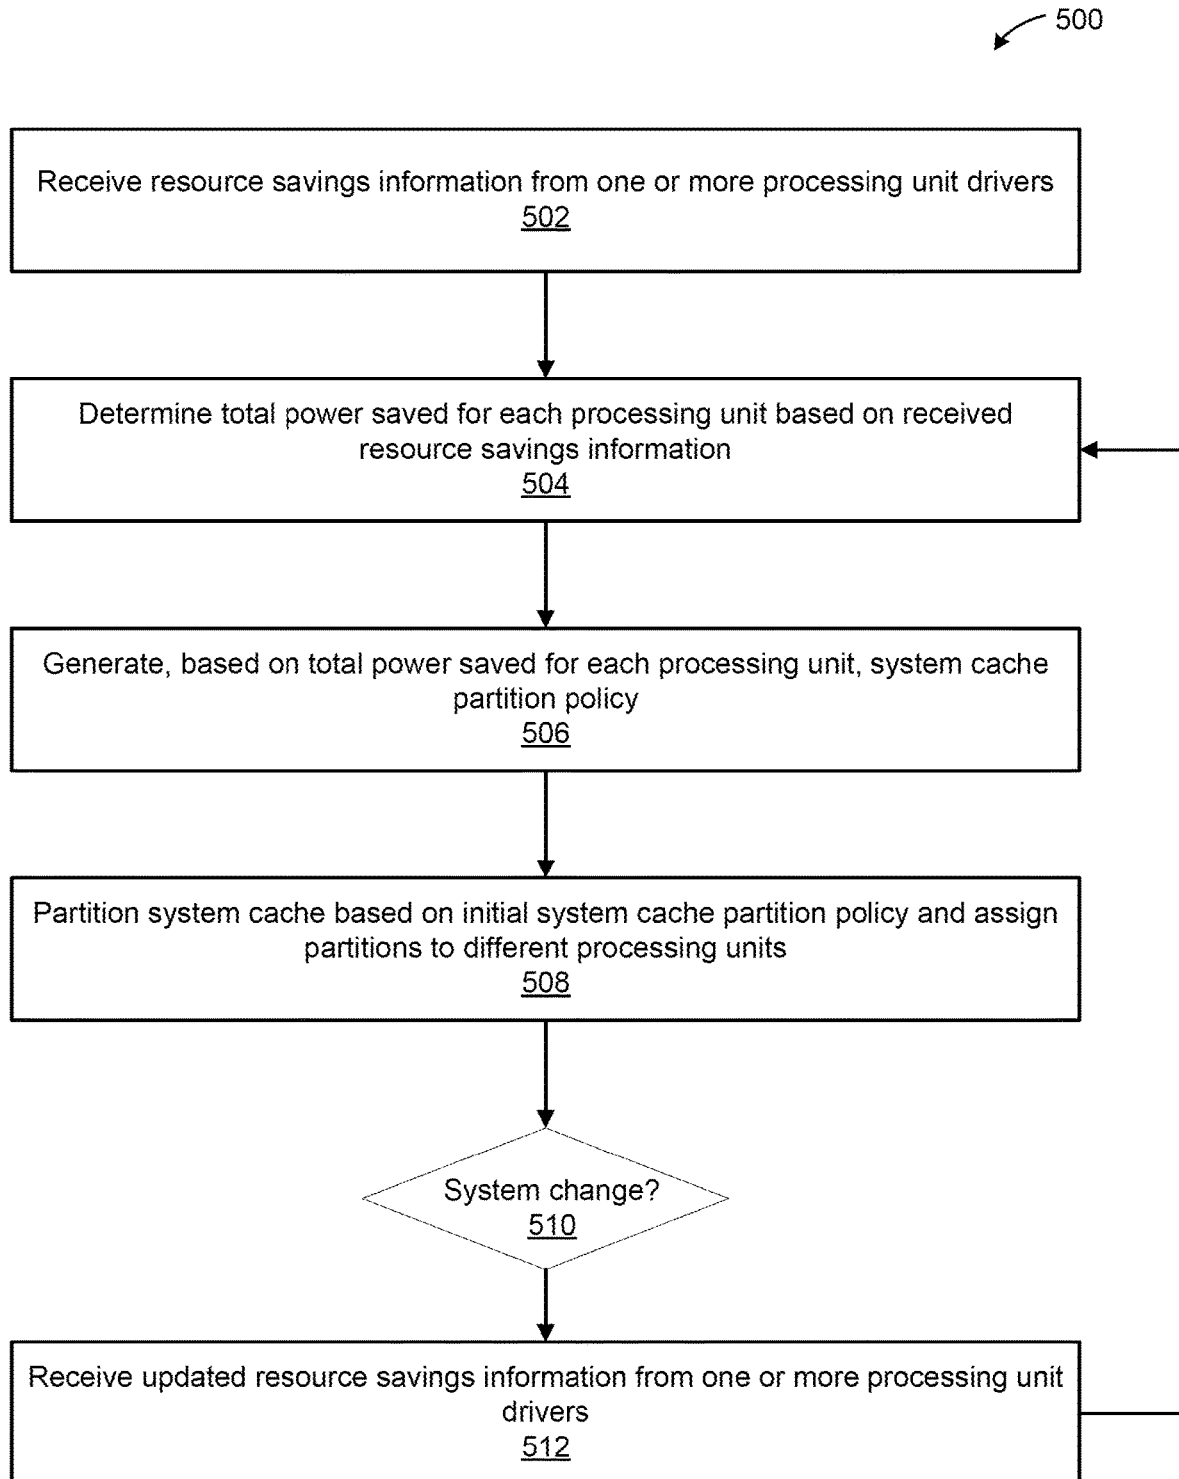 500
Receive resource savings information from one or more processing unit drivers
502
Determine total power saved for each processing unit based on received
resource savings information
504
Generate, based on total power saved for each processing unit, system cache
partition policy
506
Partition system cache based on initial system cache partition policy and assign
partitions to different processing units
508
System change?
510
Receive updated resource savings information from one or more processing unit
drivers
512